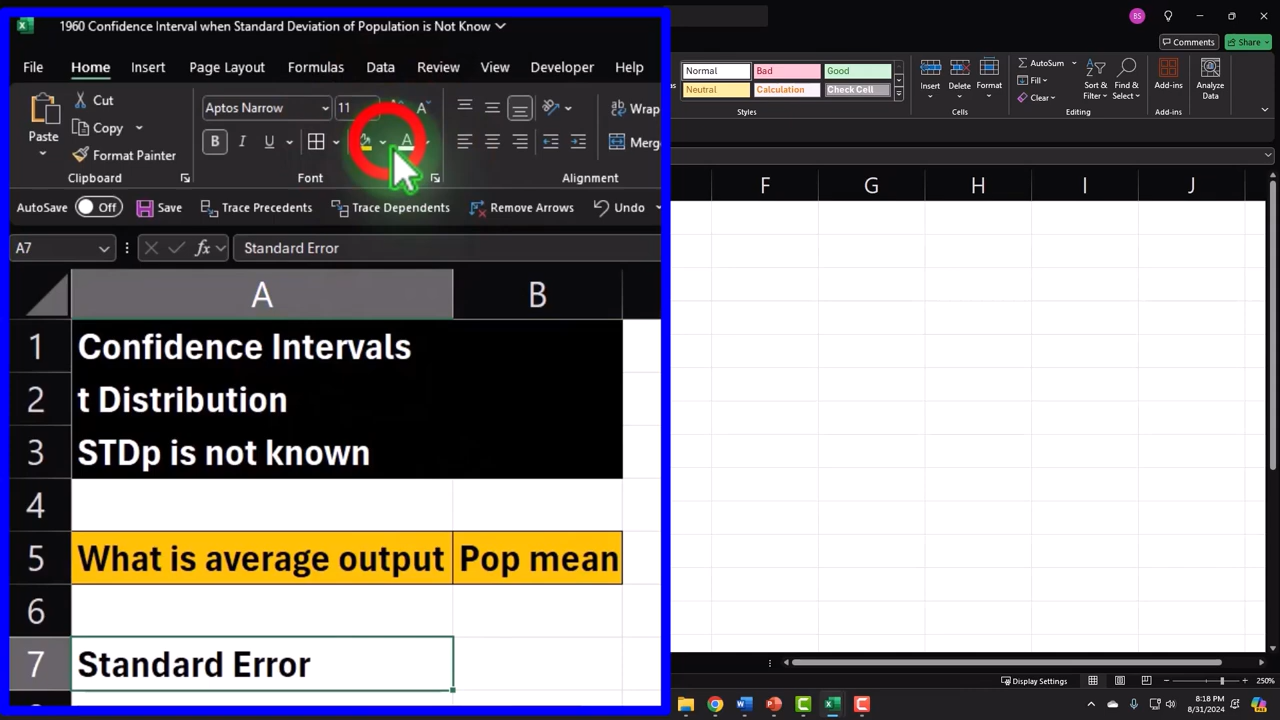 1960 Confidence Interval when Standard Deviation of Population is Not Know
BS
File Home Insert Page Layout Formulas Data Review View Developer Help
Comments Share
Paste
Cut
Copy
Format Painter
Clipboard
Aptos Narrow 11
B I U
Font
Wrap
Merg
Alignment
Normal Bad Good
Neutral Calculation Check Cell
Styles
Insert Delete Format
Cells
AutoSum
Fill
Clear
Sort & Filter
Find & Select
Editing
Add-ins
Add-ins
Analyze Data
AutoSave Off Save Trace Precedents Trace Dependents Remove Arrows Undo
A7 fx Standard Error
A B F G H I J
1 Confidence Intervals
2 t Distribution
3 STDp is not known
4
5 What is average output Pop mean
6
7 Standard Error
Display Settings 250%
8:18 PM
8/31/2024